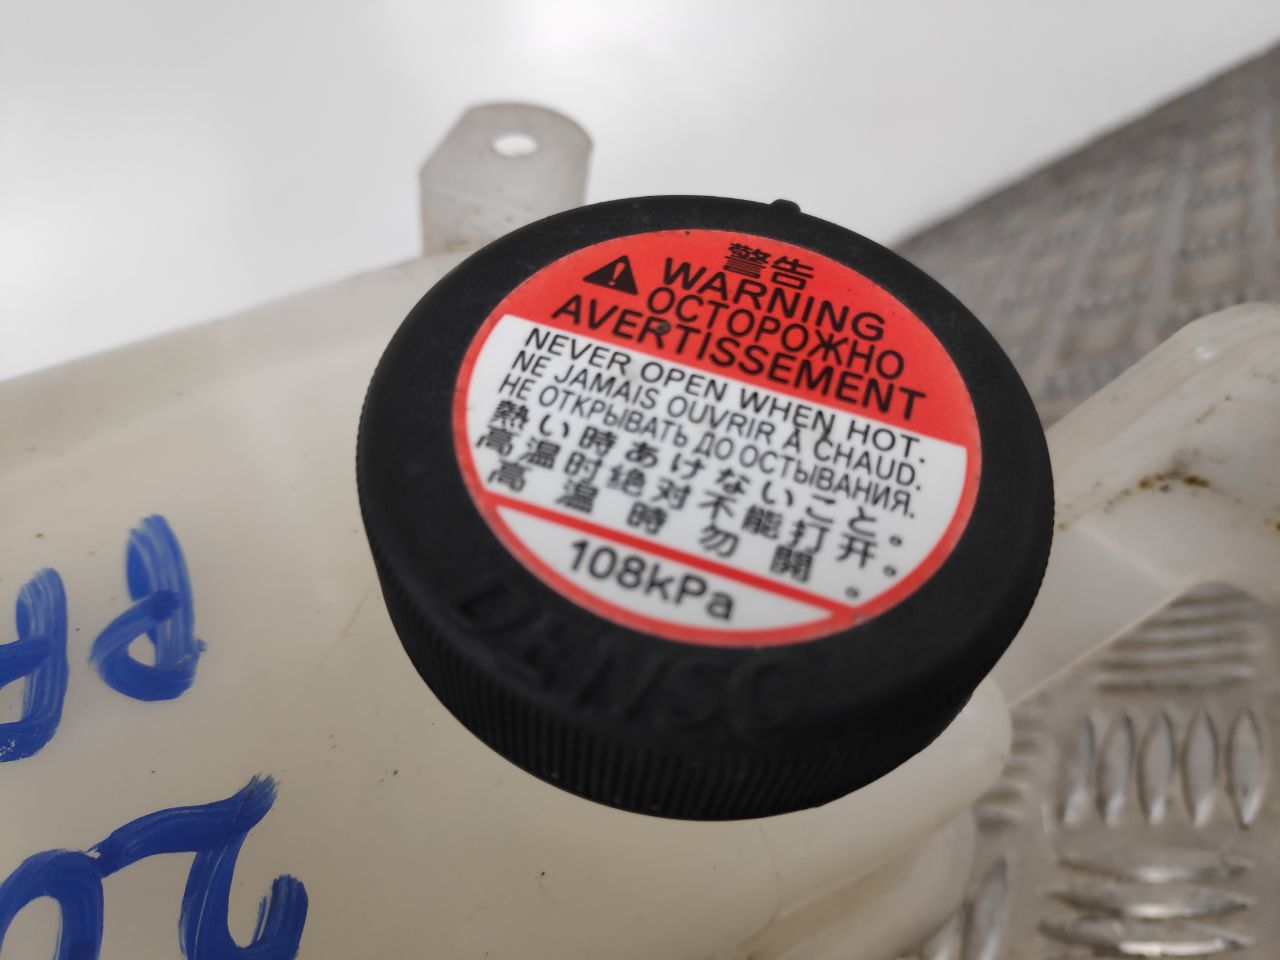 警告
WARNING
ОСТОРОЖНО
AVERTISSEMENT
NEVER OPEN WHEN HOT.
NE JAMAIS OUVRIR À CHAUD.
НЕ ОТКРЫВАТЬ ДО ОСТЫВАНИЯ.
熱い時あけないこと。
高温时绝对不能打开。
高温時勿開。
108kPa
DENSO